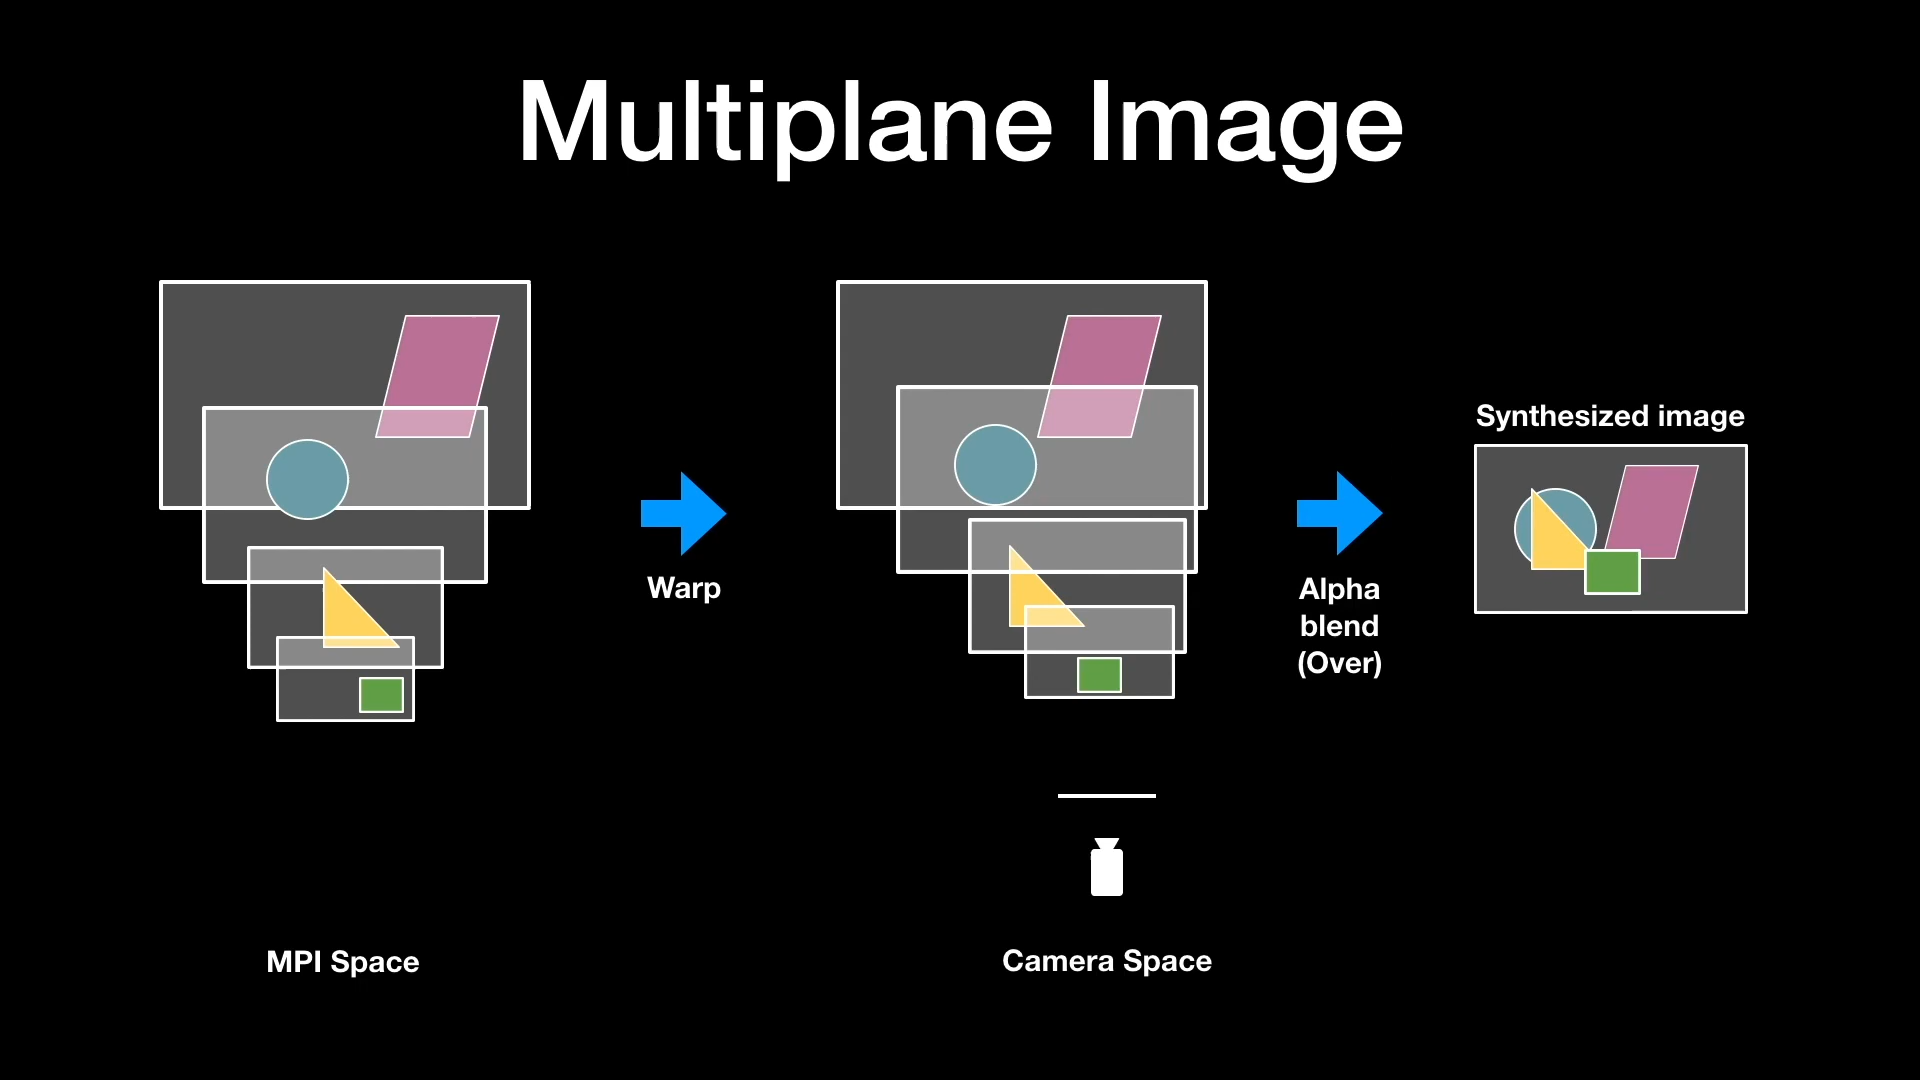 Multiplane Image
Warp
Alpha
blend
(Over)
Synthesized image
MPI Space
Camera Space